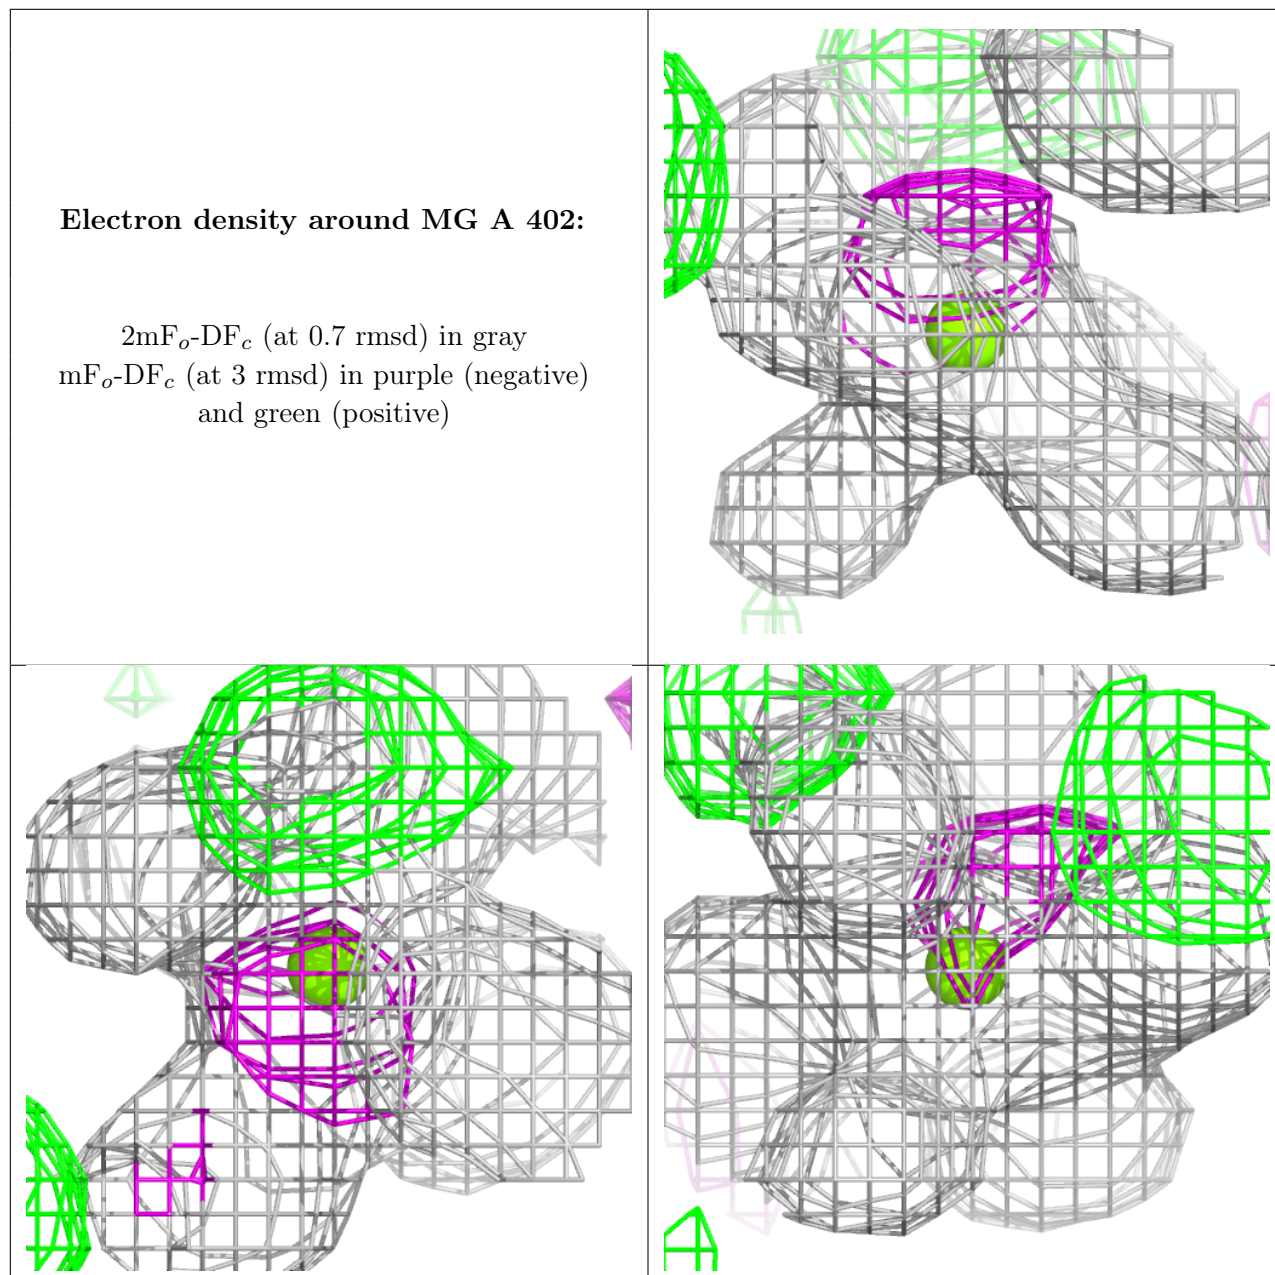 Electron density around MG A 402:
2mFo-DFc (at 0.7 rmsd) in gray
mFo-DFc (at 3 rmsd) in purple (negative)
and green (positive)